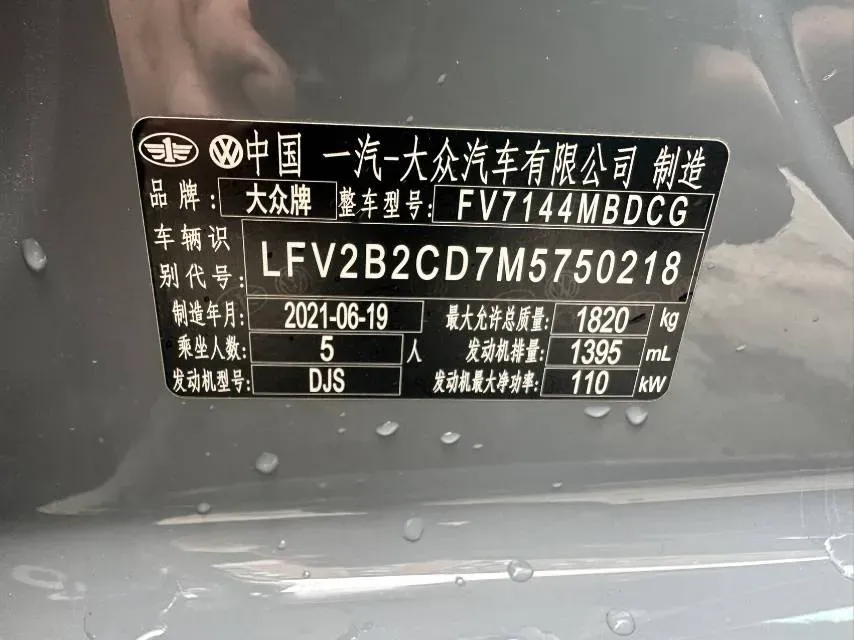 中国 一汽-大众汽车有限公司 制造
品牌: 大众牌 整车型号: FV7144MBDCG
车辆识别代号: LFV2B2CD7M5750218
制造年月: 2021-06-19 最大允许总质量: 1820 kg
乘坐人数: 5 人 发动机排量: 1395 mL
发动机型号: DJS 发动机最大净功率: 110 kW